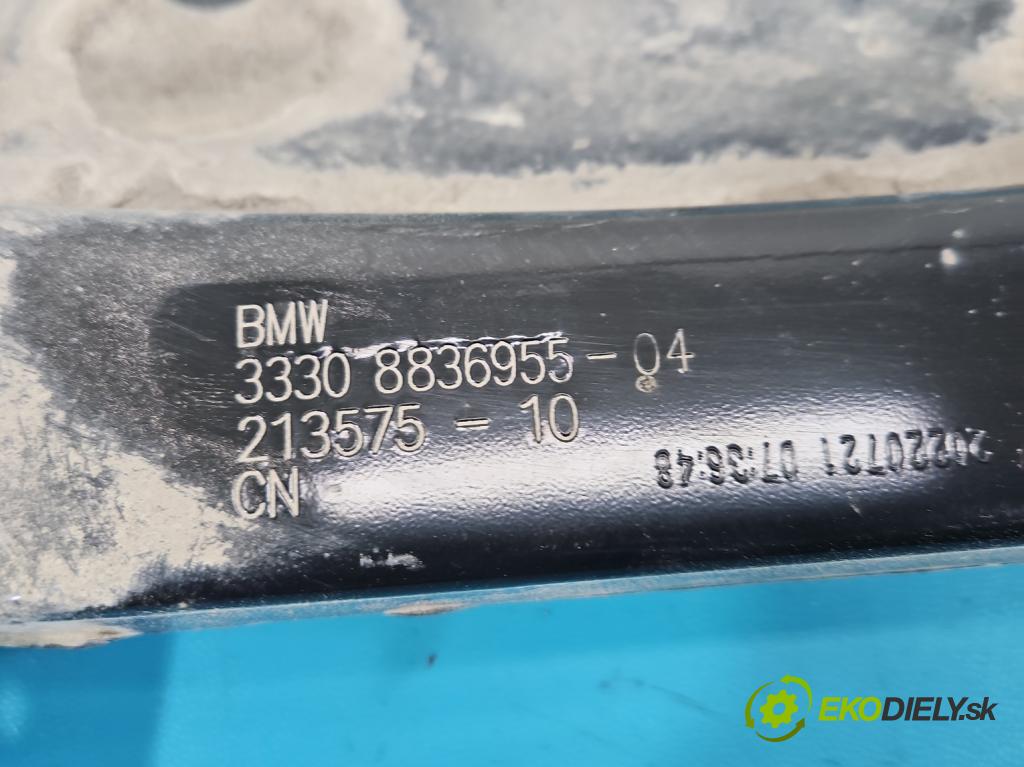 BMW
3330 8836955-04
213575-10
CN
20220721 07:36:48
EKODIELY.sk